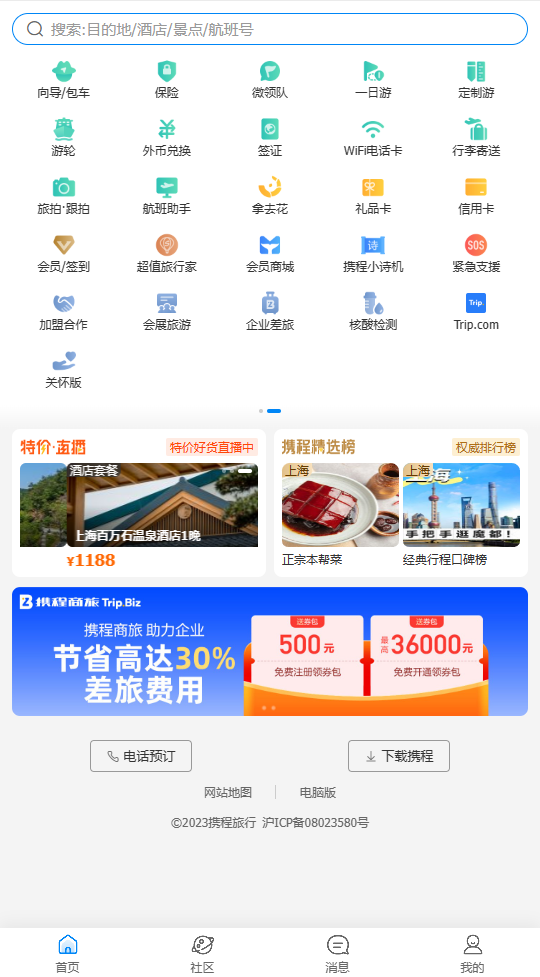 搜索:目的地/酒店/景点/航班号
向导/包车 保险 微领队 一日游 定制游
游轮 外币兑换 签证 WiFi电话卡 行李寄送
旅拍·跟拍 航班助手 拿去花 礼品卡 信用卡
诗 SOS
会员/签到 超值旅行家 会员商城 携程小诗机 紧急支援
Trip.
加盟合作 会展旅游 企业差旅 核酸检测 Trip.com
关怀版
特价·直播 特价好货直播中
酒店套餐
上海百万石温泉酒店1晚
¥1188
携程精选榜 权威排行榜
上海 上海
上海
手把手逛魔都!
正宗本帮菜 经典行程口碑榜
携程商旅 Trip.Biz
携程商旅 助力企业
节省高达30%
差旅费用
送券包 送券包
500元 最高36000元
免费注册领券包 免费开通领券包
电话预订 下载携程
网站地图 电脑版
©2023携程旅行 沪ICP备08023580号
首页 社区 消息 我的